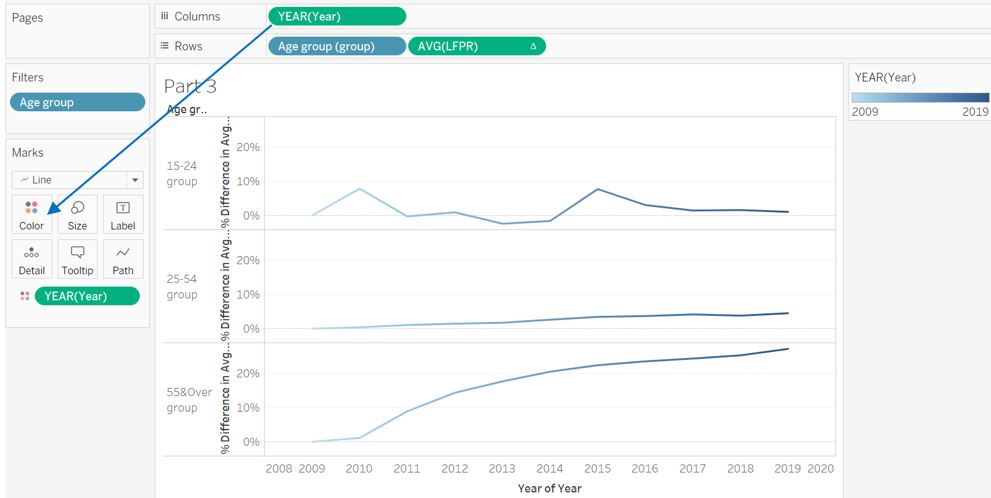 Pages
Columns
YEAR(Year)
Rows
Age group (group)
AVG(LFPR) Δ
Filters
Age group
Marks
Line
Color
Size
Label
Detail
Tooltip
Path
YEAR(Year)
Part 3
Age gr..
15-24
group
% Difference in Avg...
20%
10%
0%
25-54
group
% Difference in Avg...
20%
10%
0%
55&Over
group
% Difference in Avg...
20%
10%
0%
2008 2009 2010 2011 2012 2013 2014 2015 2016 2017 2018 2019 2020
Year of Year
YEAR(Year)
2009 2019